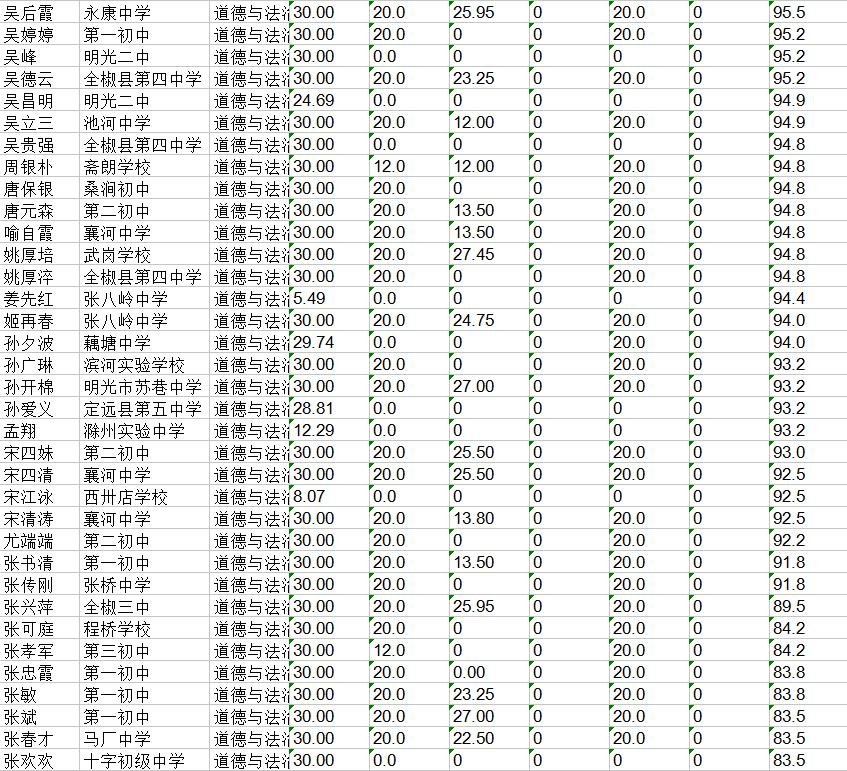 吴后霞 永康中学 道德与法治 30.00 20.0 25.95 0 20.0 0 95.5
吴婷婷 第一初中 道德与法治 30.00 20.0 0 0 20.0 0 95.2
吴峰 明光二中 道德与法治 30.00 0.0 0 0 0 0 95.2
吴德云 全椒县第四中学 道德与法治 30.00 20.0 23.25 0 20.0 0 95.2
吴昌明 明光二中 道德与法治 24.69 0.0 0 0 0 0 94.9
吴立三 池河中学 道德与法治 30.00 20.0 12.00 0 20.0 0 94.9
吴贵强 全椒县第四中学 道德与法治 30.00 0.0 0 0 0 0 94.8
周银朴 斋朗学校 道德与法治 30.00 12.0 12.00 0 20.0 0 94.8
唐保银 桑涧初中 道德与法治 30.00 20.0 0 0 20.0 0 94.8
唐元森 第二初中 道德与法治 30.00 20.0 13.50 0 20.0 0 94.8
喻自霞 襄河中学 道德与法治 30.00 20.0 13.50 0 20.0 0 94.8
姚厚培 武岗学校 道德与法治 30.00 20.0 27.45 0 20.0 0 94.8
姚厚淬 全椒县第四中学 道德与法治 30.00 20.0 0 0 20.0 0 94.8
姜先红 张八岭中学 道德与法治 5.49 0.0 0 0 0 0 94.4
姬再春 张八岭中学 道德与法治 30.00 20.0 24.75 0 20.0 0 94.0
孙夕波 藕塘中学 道德与法治 29.74 0.0 0 0 0 0 94.0
孙广琳 滨河实验学校 道德与法治 30.00 20.0 0 0 20.0 0 93.2
孙开棉 明光市苏巷中学 道德与法治 30.00 20.0 27.00 0 20.0 0 93.2
孙爱义 定远县第五中学 道德与法治 28.81 0.0 0 0 0 0 93.2
孟翔 滁州实验中学 道德与法治 12.29 0.0 0 0 0 0 93.2
宋四妹 第二初中 道德与法治 30.00 20.0 25.50 0 20.0 0 93.0
宋四清 襄河中学 道德与法治 30.00 20.0 25.50 0 20.0 0 92.5
宋江泳 西卅店学校 道德与法治 8.07 0.0 0 0 0 0 92.5
宋清涛 襄河中学 道德与法治 30.00 20.0 13.80 0 20.0 0 92.5
尤端端 第二初中 道德与法治 30.00 20.0 0 0 20.0 0 92.2
张书清 第一初中 道德与法治 30.00 20.0 13.50 0 20.0 0 91.8
张传刚 张桥中学 道德与法治 30.00 20.0 0 0 20.0 0 91.8
张兴萍 全椒三中 道德与法治 30.00 20.0 25.95 0 20.0 0 89.5
张可庭 程桥学校 道德与法治 30.00 20.0 0 0 20.0 0 84.2
张孝军 第三初中 道德与法治 30.00 12.0 0 0 20.0 0 84.2
张忠霞 第一初中 道德与法治 30.00 20.0 0.00 0 20.0 0 83.8
张敏 第一初中 道德与法治 30.00 20.0 23.25 0 20.0 0 83.8
张斌 第一初中 道德与法治 30.00 20.0 27.00 0 20.0 0 83.5
张春才 马厂中学 道德与法治 30.00 20.0 22.50 0 20.0 0 83.5
张欢欢 十字初级中学 道德与法治 30.00 0.0 0 0 0 0 83.5